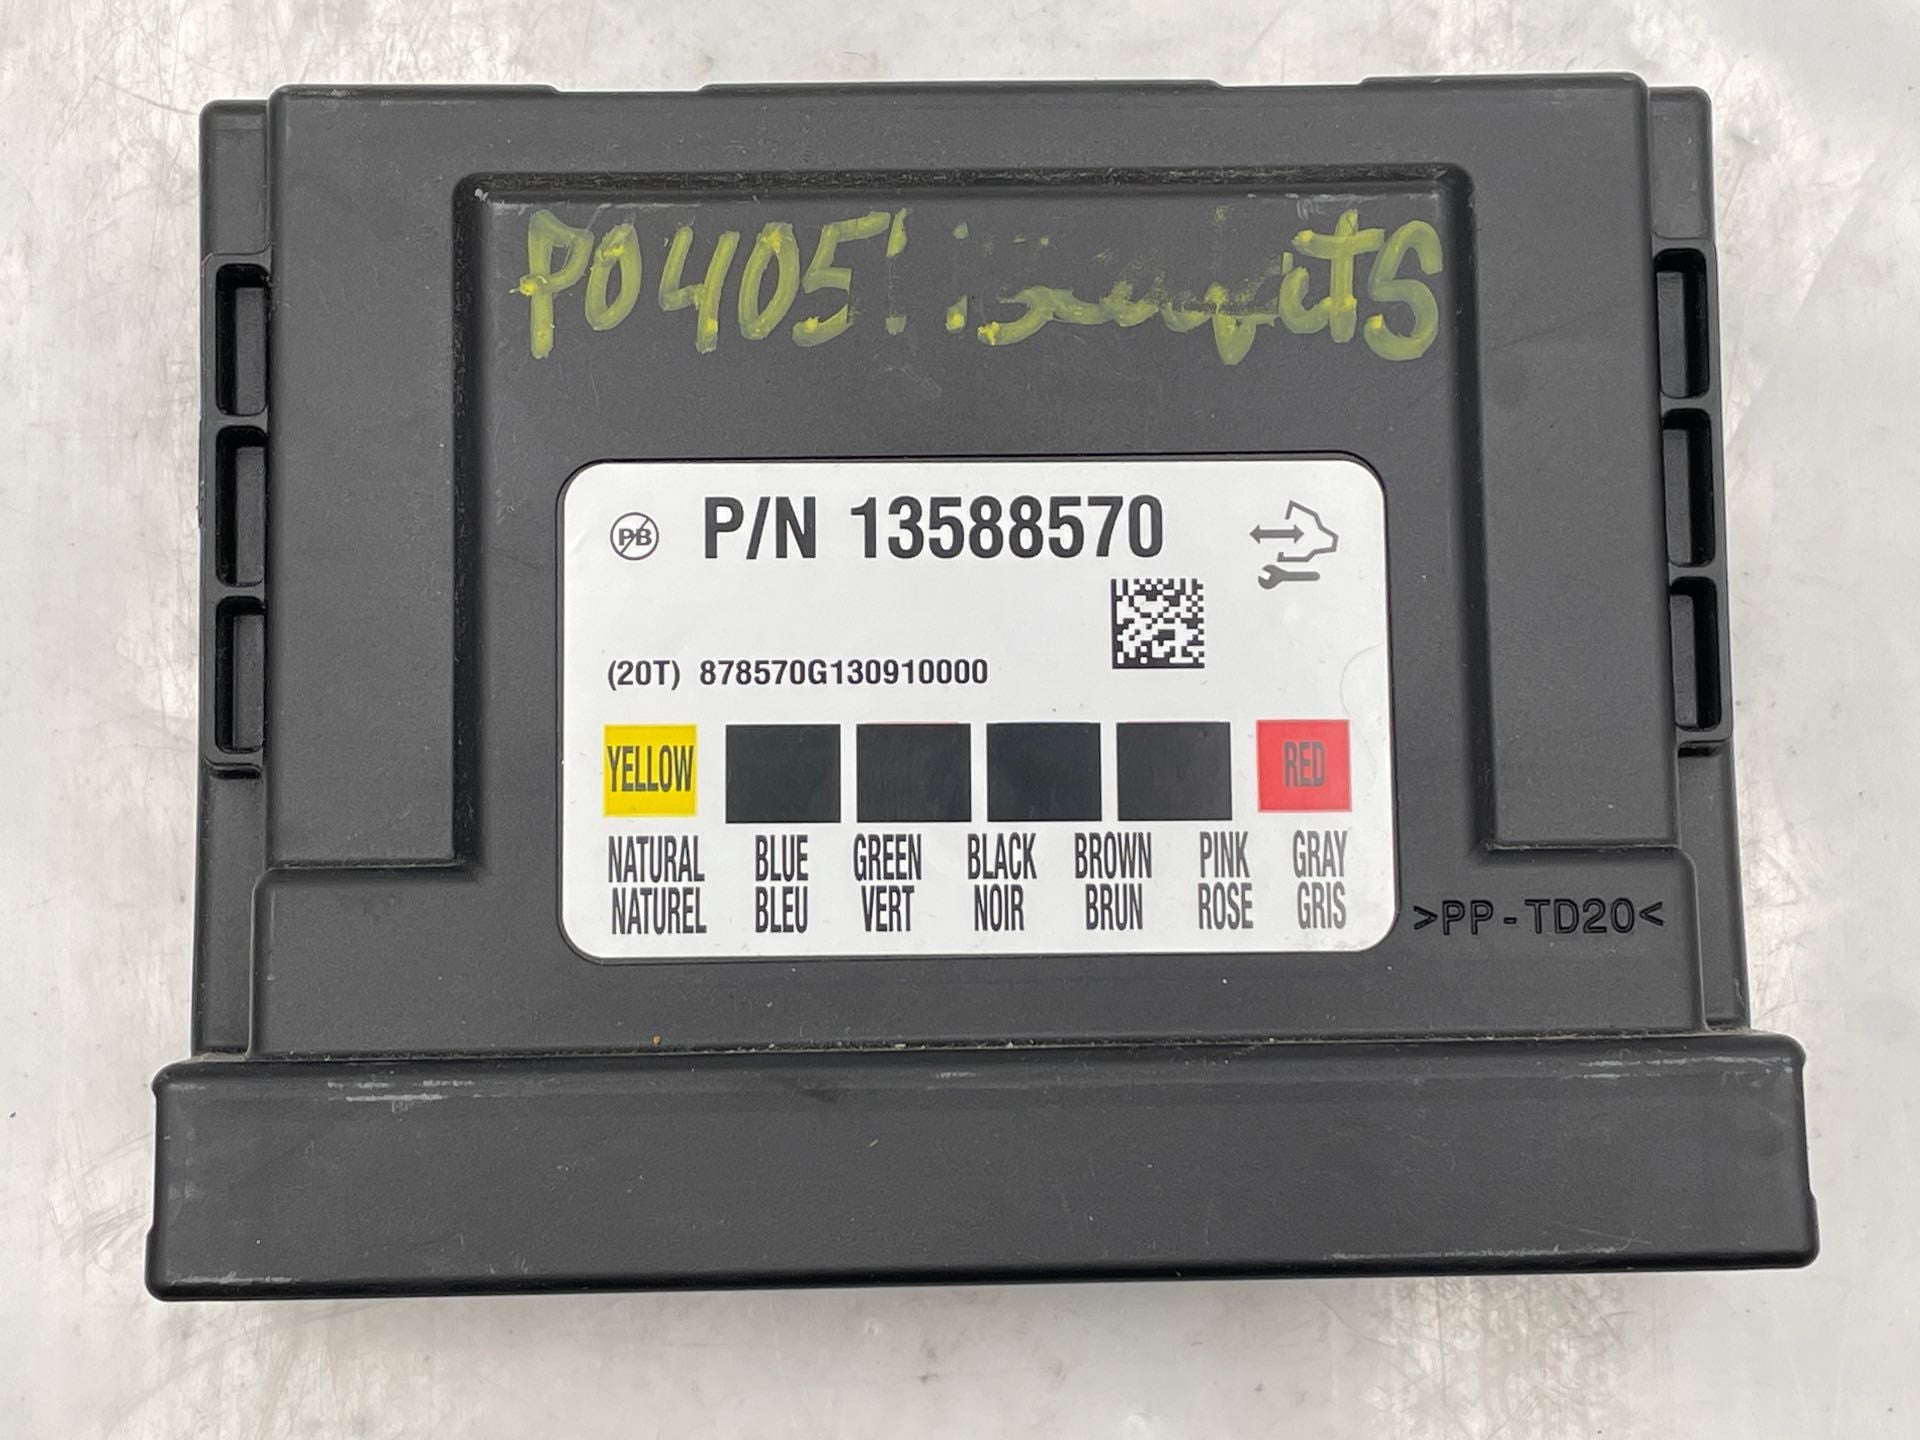 P0405
PB P/N 13588570
(20T) 878570G130910000
YELLOW RED
NATURAL BLUE GREEN BLACK BROWN PINK GRAY
NATUREL BLEU VERT NOIR BRUN ROSE GRIS
>PP-TD20<